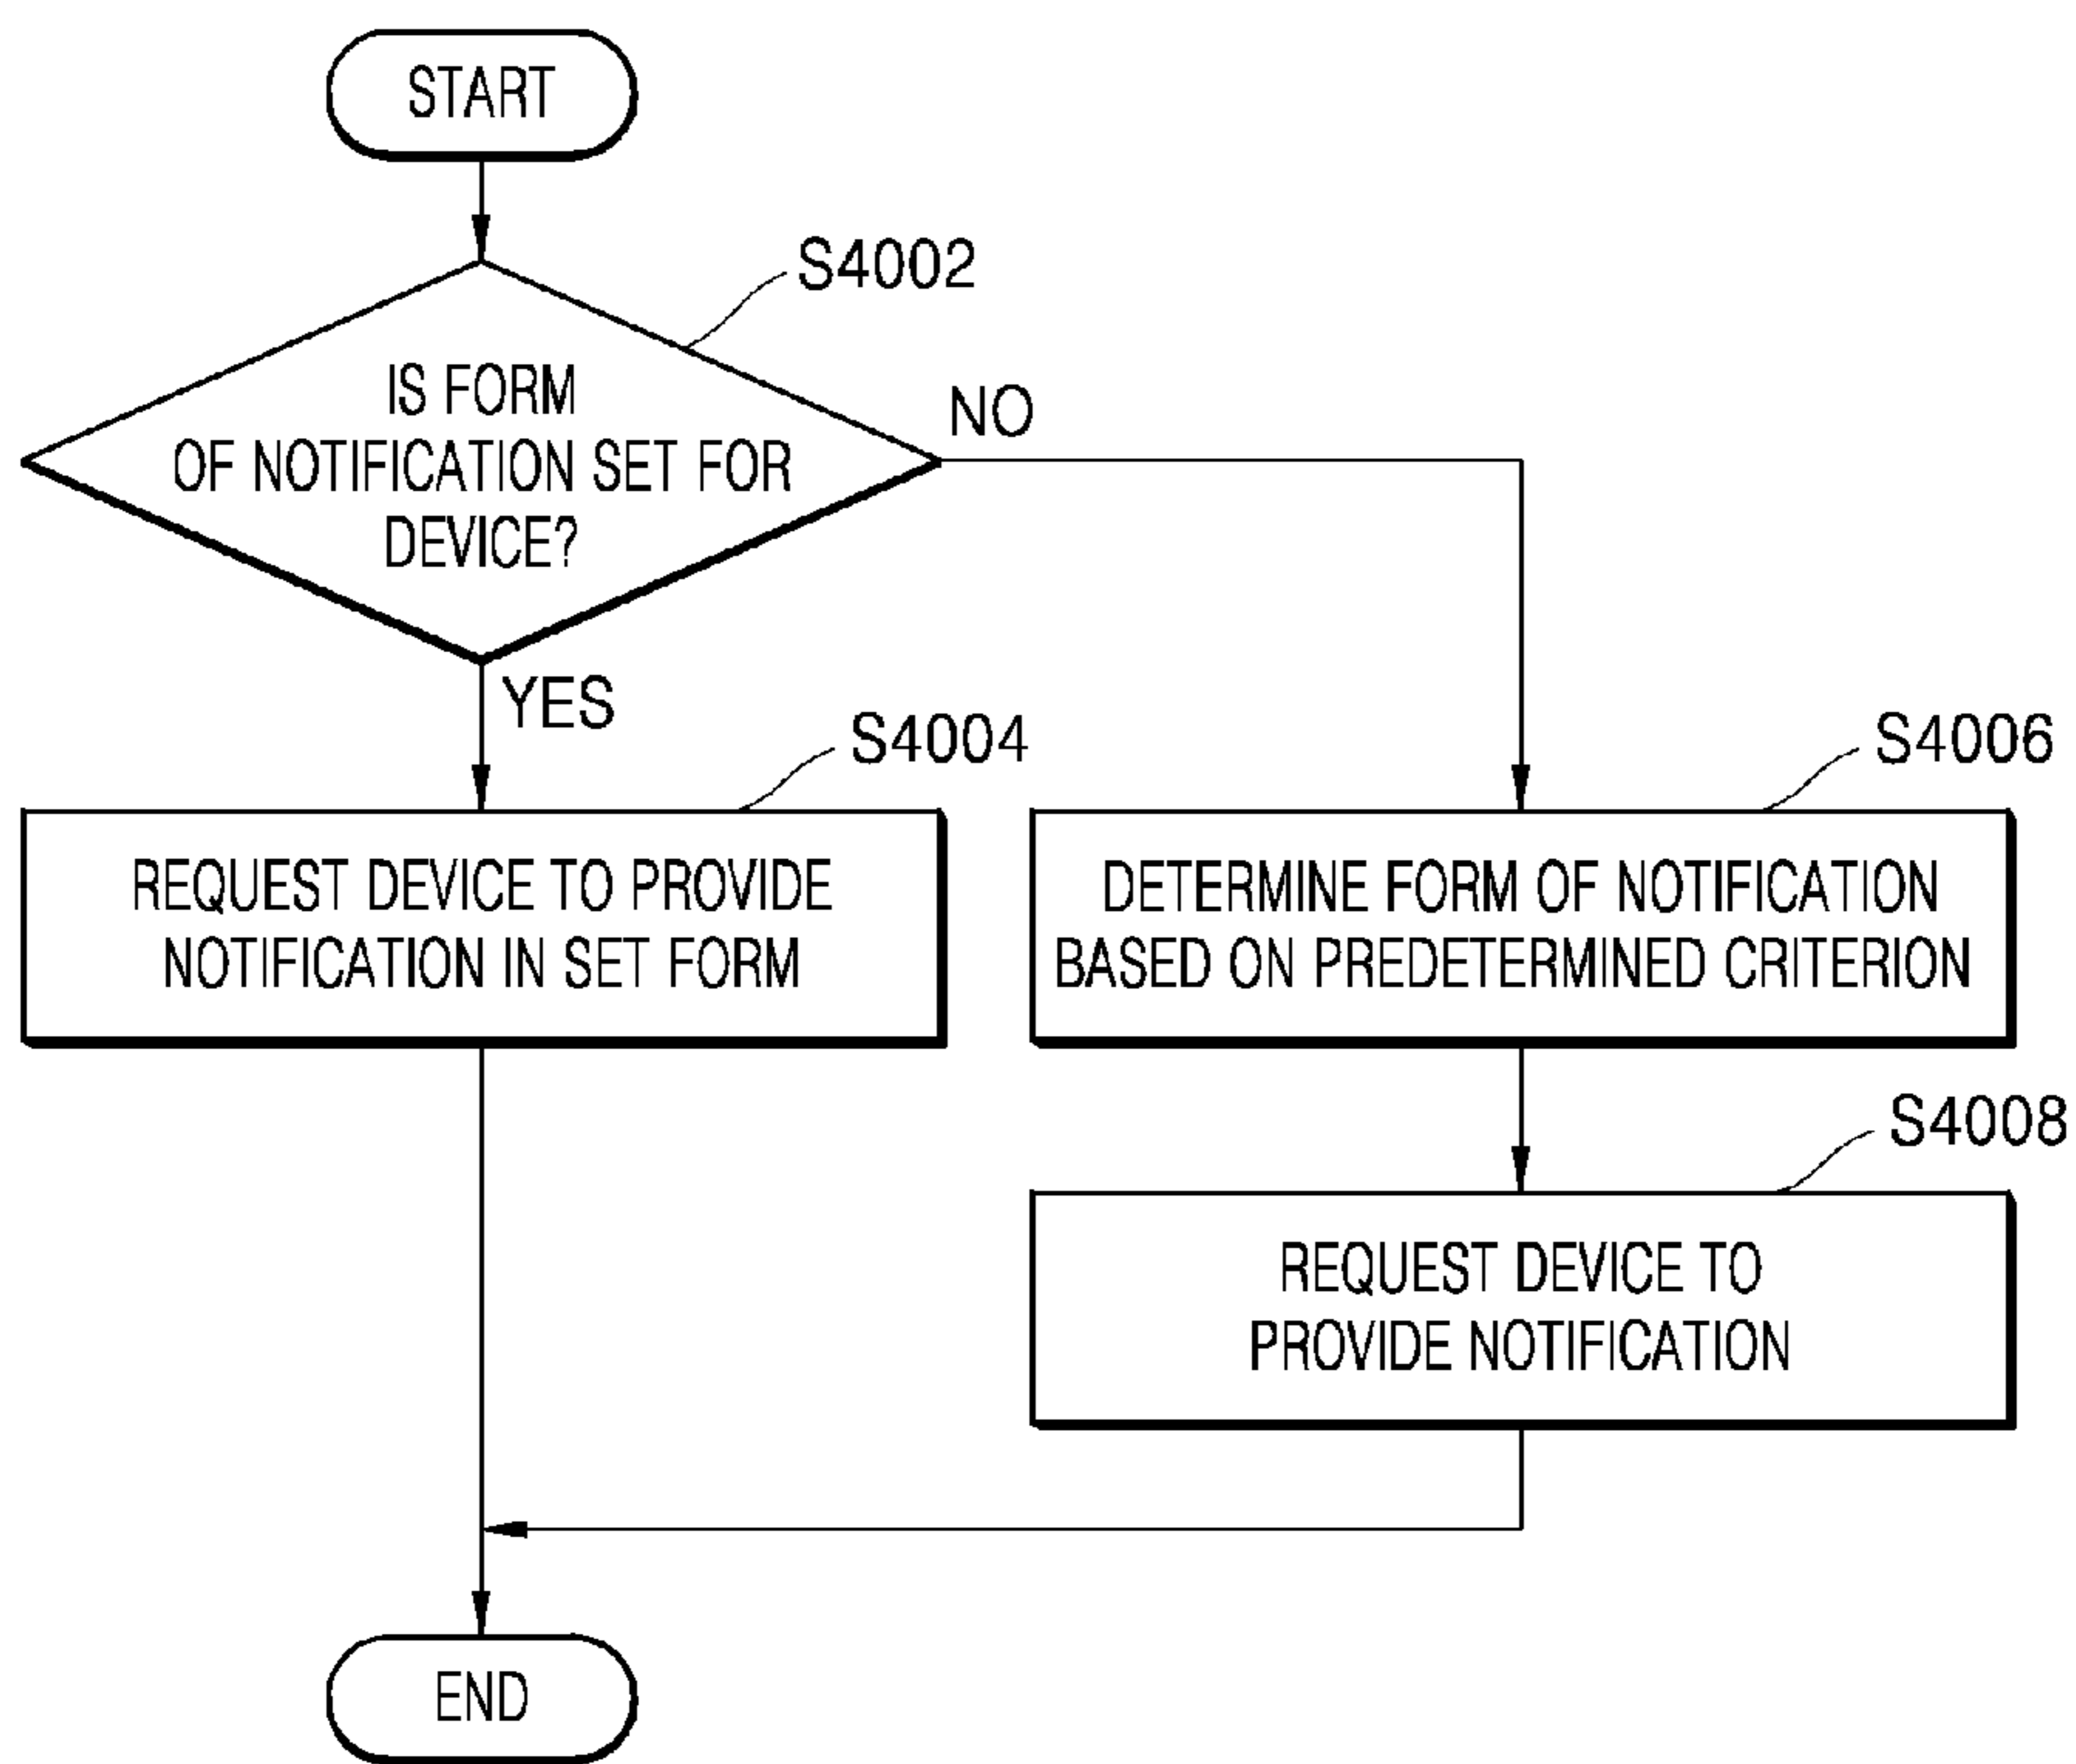 START
S4002
IS FORM
OF NOTIFICATION SET FOR
DEVICE?
NO
YES
S4004
REQUEST DEVICE TO PROVIDE
NOTIFICATION IN SET FORM
S4006
DETERMINE FORM OF NOTIFICATION
BASED ON PREDETERMINED CRITERION
S4008
REQUEST DEVICE TO
PROVIDE NOTIFICATION
END